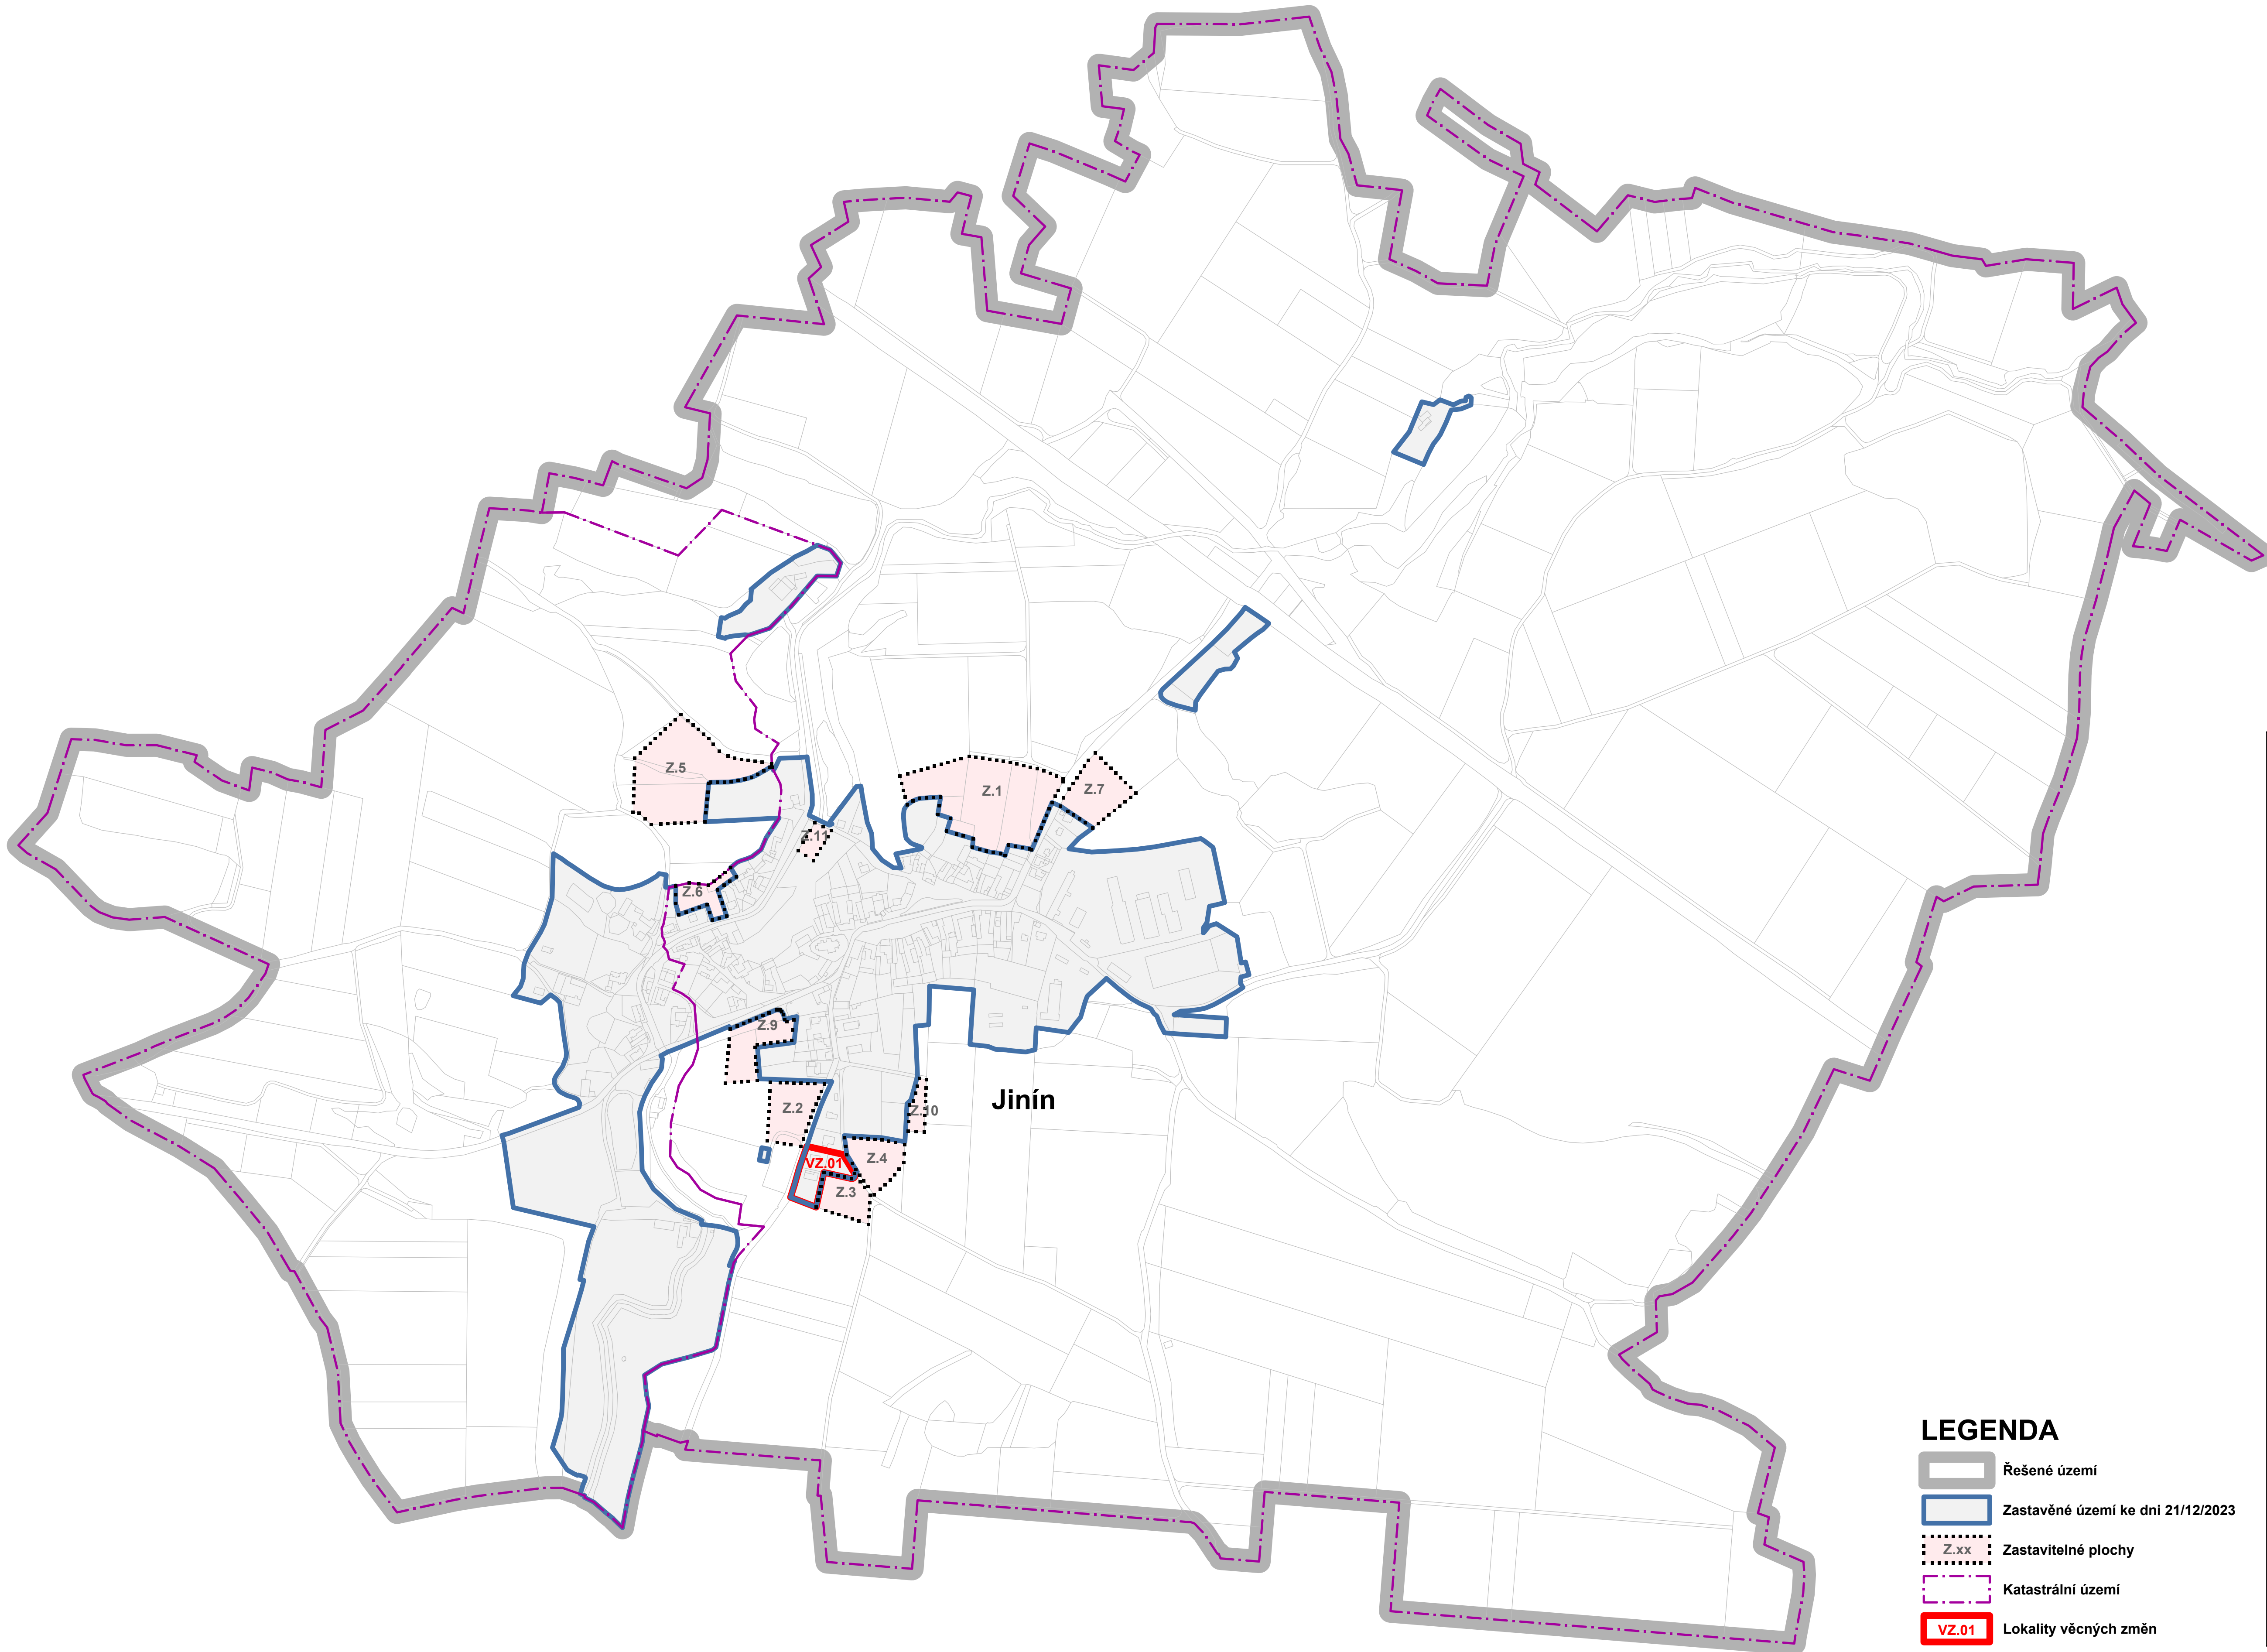 Z.5
Z.1
Z.7
Z.11
Z.6
Z.9
Jinín
Z.2
Z.10
Z.4
VZ.01
Z.3
LEGENDA
Řešené území
Zastavěné území ke dni 21/12/2023
Z.xx Zastavitelné plochy
Katastrální území
VZ.01 Lokality věcných změn